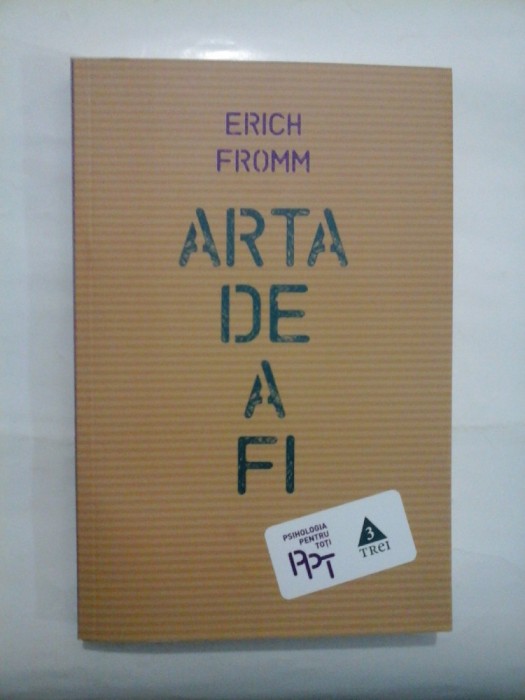 ERICH
FROMM
ARTA
DE
A
FI
PSIHOLOGIA
PENTRU
TOȚI
PPT
3
TREI